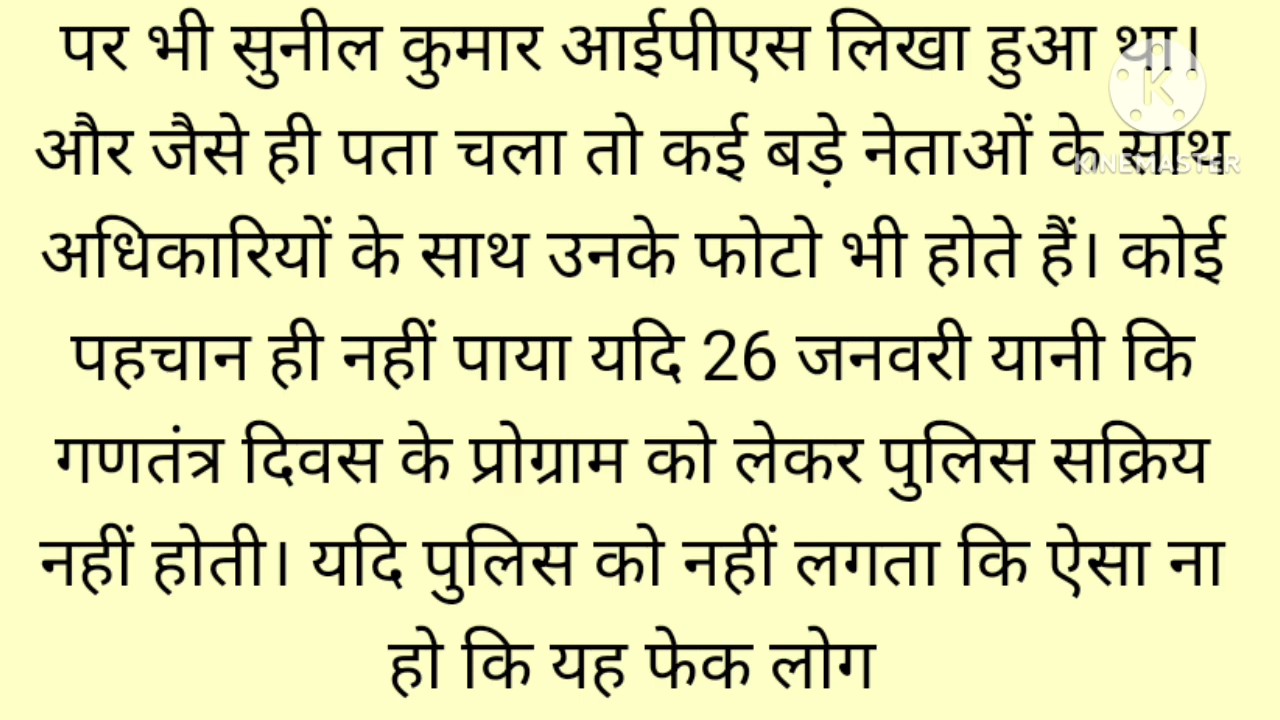 पर भी सुनील कुमार आईपीएस लिखा हुआ था।
और जैसे ही पता चला तो कई बड़े नेताओं के साथ
अधिकारियों के साथ उनके फोटो भी होते हैं। कोई
पहचान ही नहीं पाया यदि 26 जनवरी यानी कि
गणतंत्र दिवस के प्रोग्राम को लेकर पुलिस सक्रिय
नहीं होती। यदि पुलिस को नहीं लगता कि ऐसा ना
हो कि यह फेक लोग
K
KINEMASTER